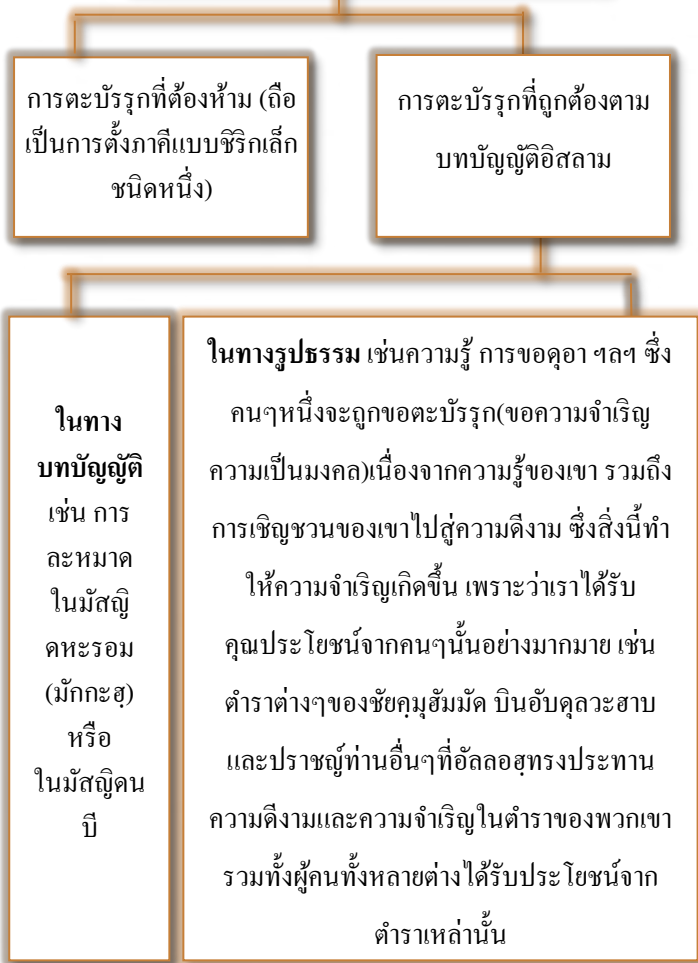 การตะบัรรุกที่ต้องห้าม (ถือ
เป็นการตั้งภาคีแบบชิริกเล็ก
ชนิดหนึ่ง)
การตะบัรรุกที่ถูกต้องตาม
บทบัญญัติอิสลาม
ในทาง
บทบัญญัติ
เช่น การ
ละหมาด
ในมัสญิ
ดหะรอม
(มักกะฮฺ)
หรือ
ในมัสญิดน
บี
ในทางรูปธรรม เช่นความรู้ การขอดุอา ฯลฯ ซึ่ง
คนๆหนึ่งจะถูกขอตะบัรรุก(ขอความจำเริญ
ความเป็นมงคล)เนื่องจากความรู้ของเขา รวมถึง
การเชิญชวนของเขาไปสู่ความดีงาม ซึ่งสิ่งนี้ทำ
ให้ความจำเริญเกิดขึ้น เพราะว่าเราได้รับ
คุณประโยชน์จากคนๆนั้นอย่างมากมาย เช่น
ตำราต่างๆของชัยคฺมุฮัมมัด บินอับดุลวะฮาบ
และปราชญ์ท่านอื่นๆที่อัลลอฮฺทรงประทาน
ความดีงามและความจำเริญในตำราของพวกเขา
รวมทั้งผู้คนทั้งหลายต่างได้รับประโยชน์จาก
ตำราเหล่านั้น